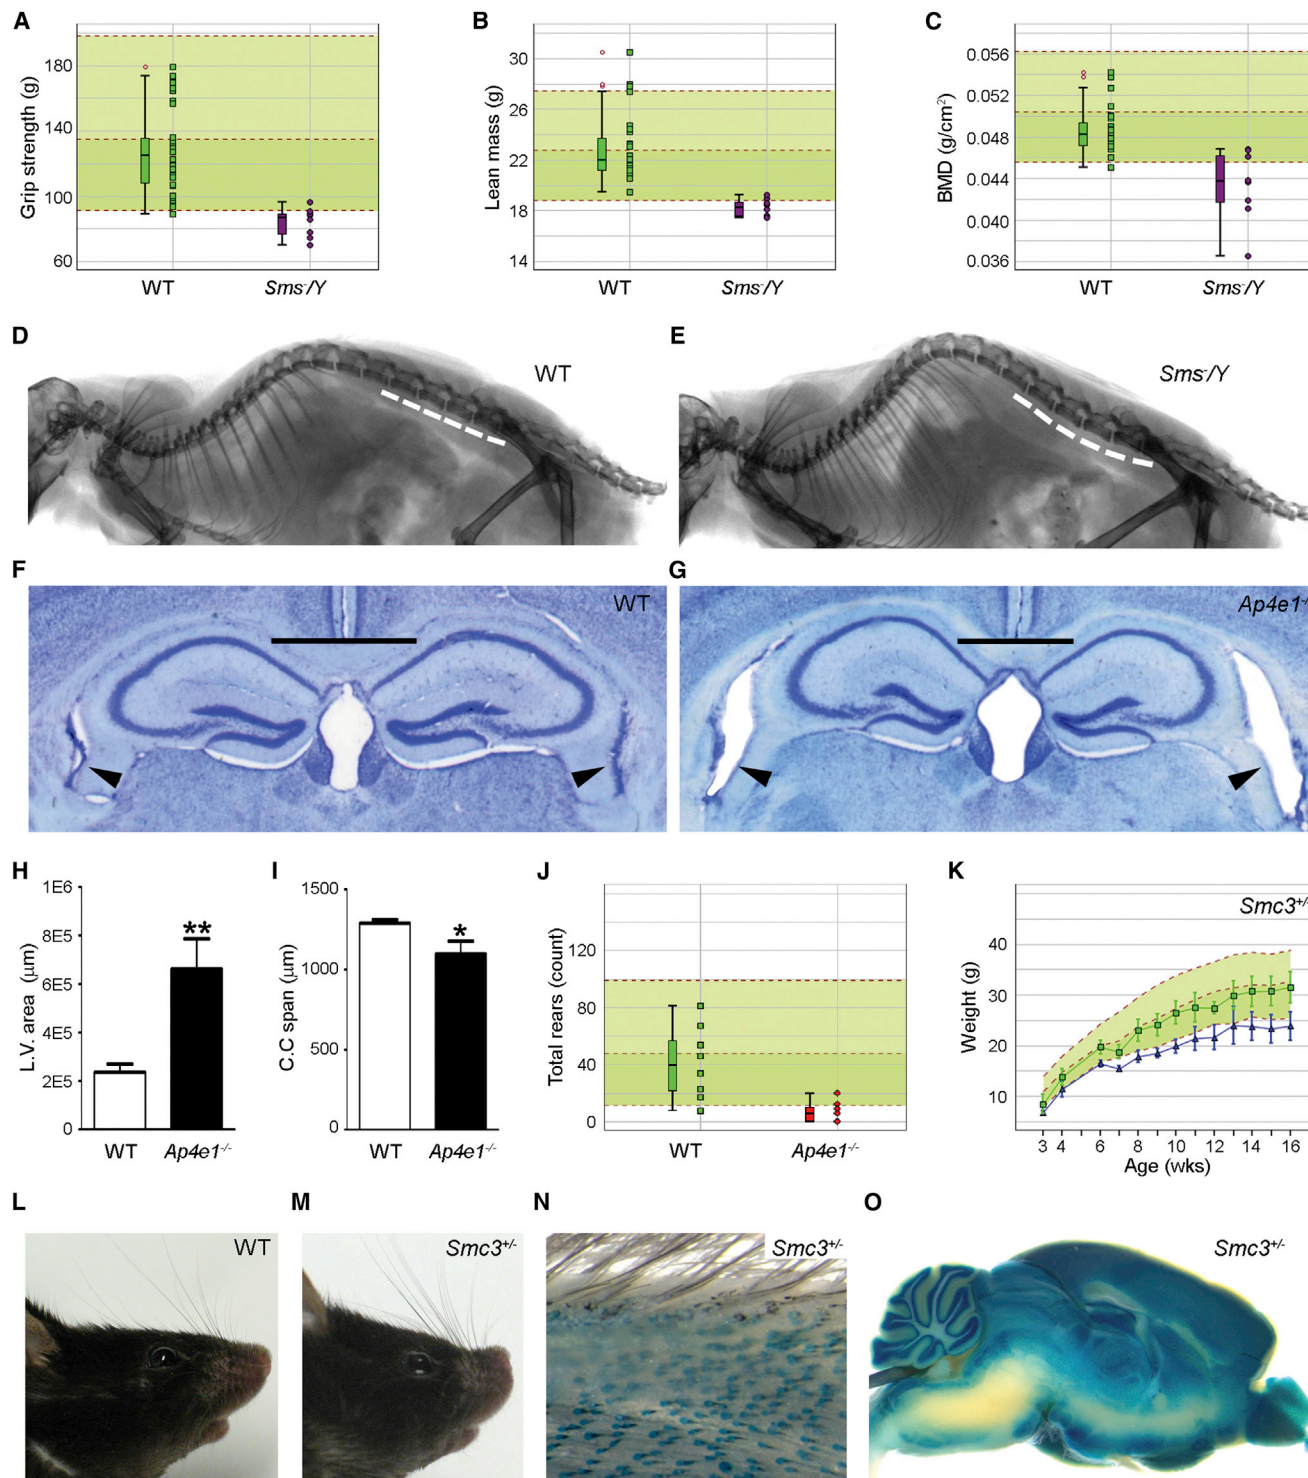 A
Grip strength (g)
180
140
100
60
WT
Sms-/Y
B
Lean mass (g)
30
26
22
18
14
WT
Sms-/Y
C
BMD (g/cm²)
0.056
0.052
0.048
0.044
0.040
0.036
WT
Sms-/Y
D
WT
E
Sms-/Y
F
WT
G
Ap4e1-/-
H
L.V. area (μm)
1E6
8E5
6E5
4E5
2E5
0
**
WT
Ap4e1-/-
I
C.C span (μm)
1500
1000
500
0
*
WT
Ap4e1-/-
J
Total rears (count)
120
80
40
0
WT
Ap4e1-/-
K
Smc3+/-
Weight (g)
40
30
20
10
3 4 6 8 10 12 14 16
Age (wks)
L
WT
M
Smc3+/-
N
Smc3+/-
O
Smc3+/-